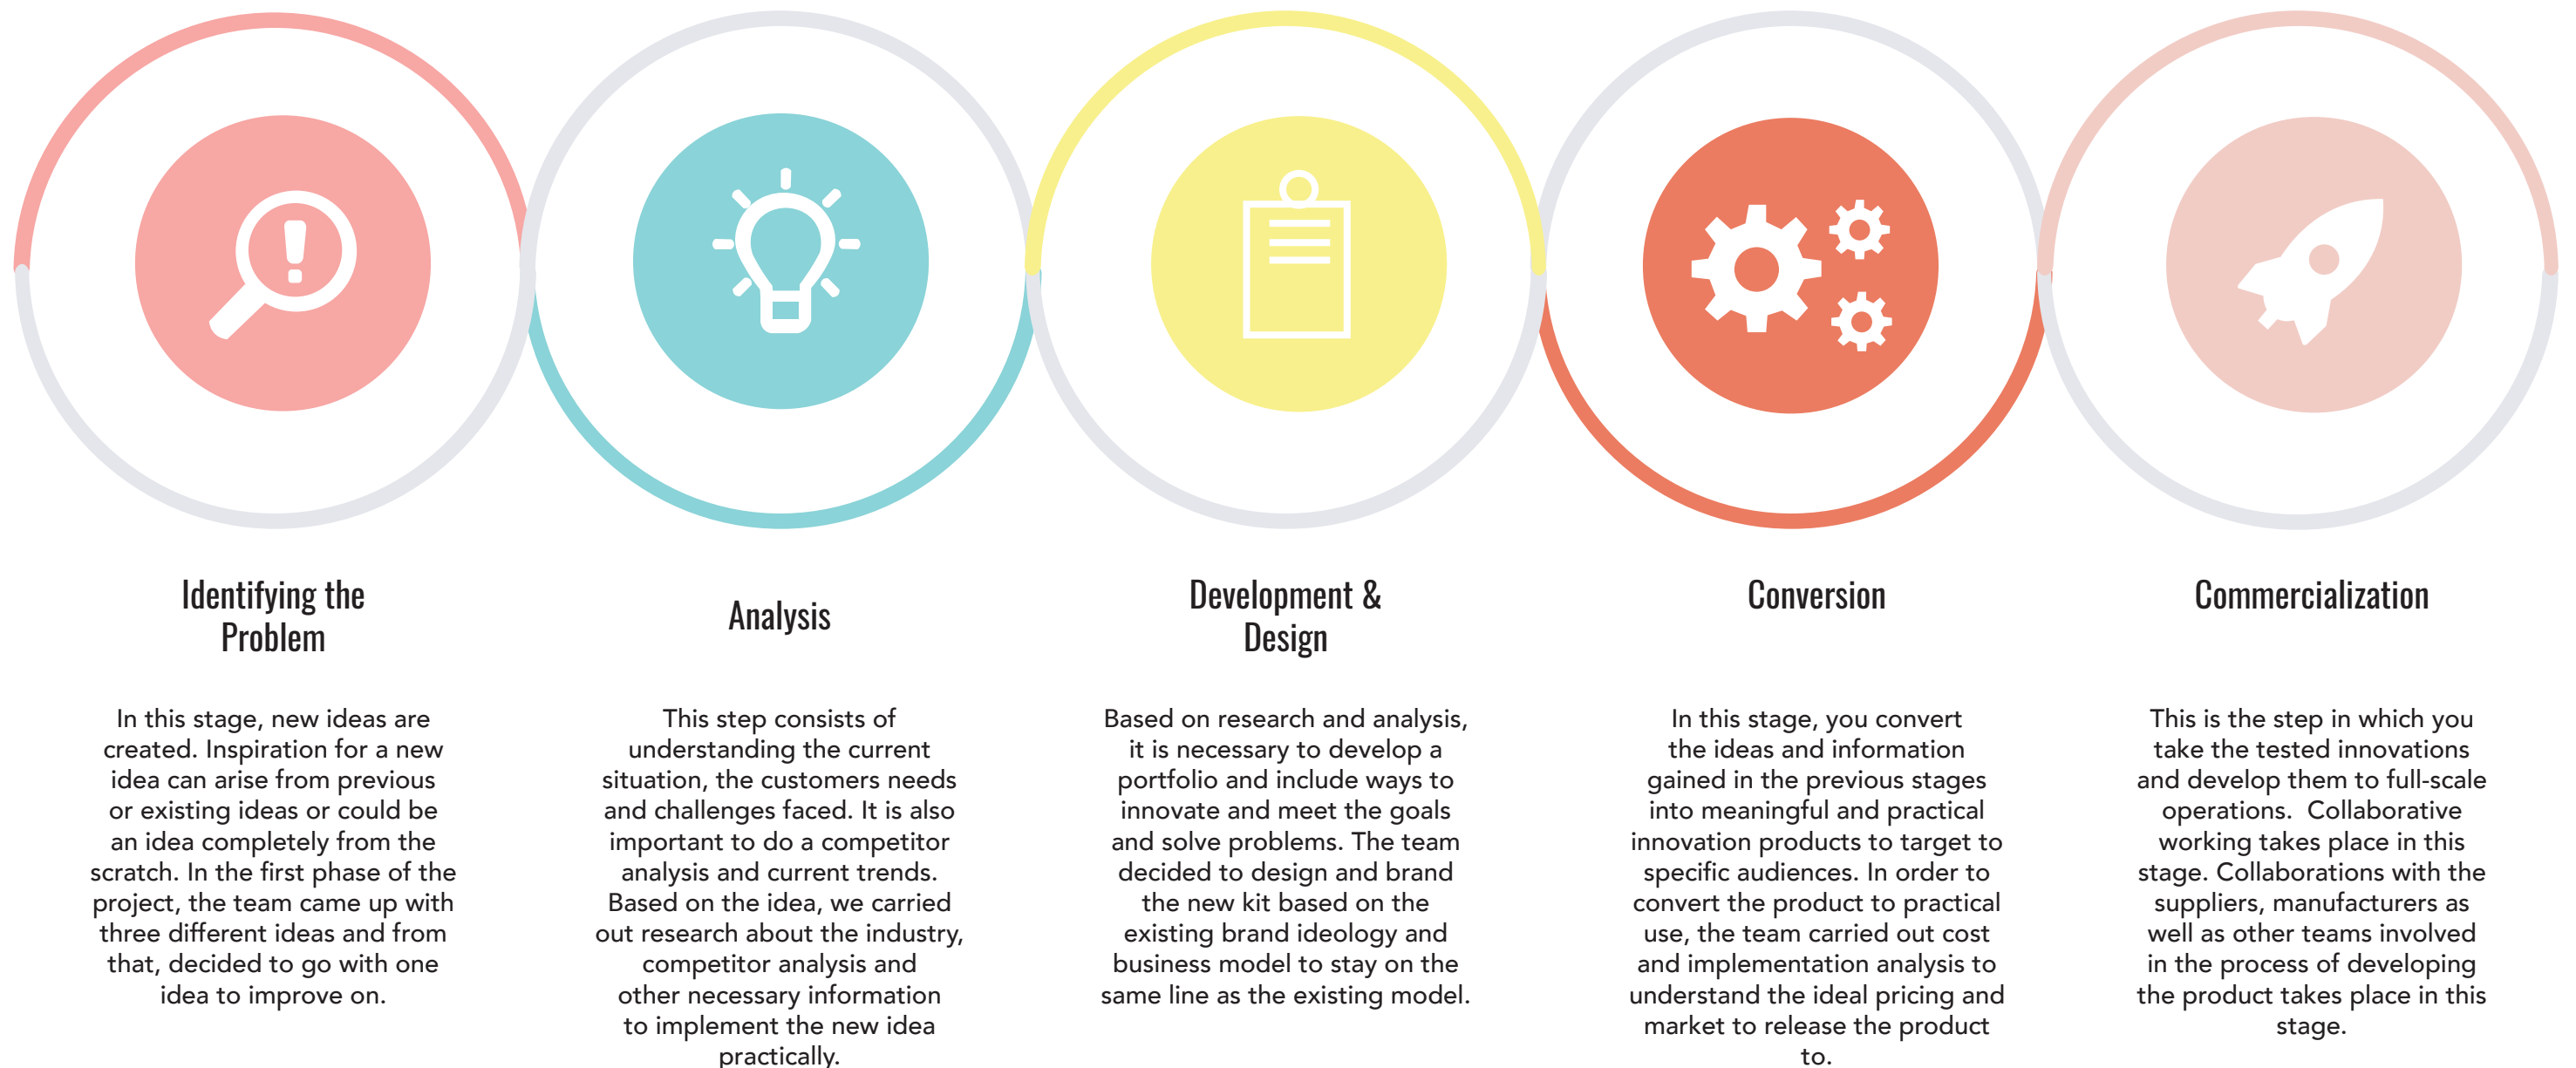 Identifying the
Problem
In this stage, new ideas are
created. Inspiration for a new
idea can arise from previous
or existing ideas or could be
an idea completely from the
scratch. In the first phase of the
project, the team came up with
three different ideas and from
that, decided to go with one
idea to improve on.
Analysis
This step consists of
understanding the current
situation, the customers needs
and challenges faced. It is also
important to do a competitor
analysis and current trends.
Based on the idea, we carried
out research about the industry,
competitor analysis and
other necessary information
to implement the new idea
practically.
Development &
Design
Based on research and analysis,
it is necessary to develop a
portfolio and include ways to
innovate and meet the goals
and solve problems. The team
decided to design and brand
the new kit based on the
existing brand ideology and
business model to stay on the
same line as the existing model.
Conversion
In this stage, you convert
the ideas and information
gained in the previous stages
into meaningful and practical
innovation products to target to
specific audiences. In order to
convert the product to practical
use, the team carried out cost
and implementation analysis to
understand the ideal pricing and
market to release the product
to.
Commercialization
This is the step in which you
take the tested innovations
and develop them to full-scale
operations.  Collaborative
working takes place in this
stage. Collaborations with the
suppliers, manufacturers as
well as other teams involved
in the process of developing
the product takes place in this
stage.